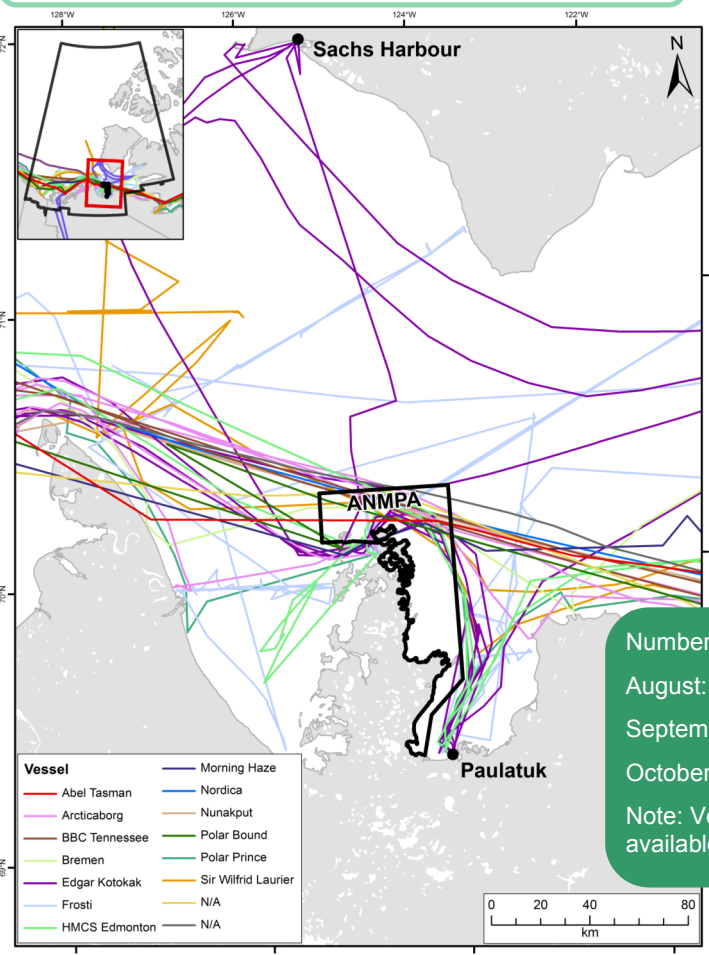 128°W 126°W 124°W 122°W
72°N
Sachs Harbour
N
71°N
ANMPA
70°N
Number
August:
Septem
October
Note: Ve
available
Paulatuk
69°N
Vessel
Abel Tasman
Arcticaborg
BBC Tennessee
Bremen
Edgar Kotokak
Frosti
HMCS Edmonton
Morning Haze
Nordica
Nunakput
Polar Bound
Polar Prince
Sir Wilfrid Laurier
N/A
N/A
0 20 40 80
km